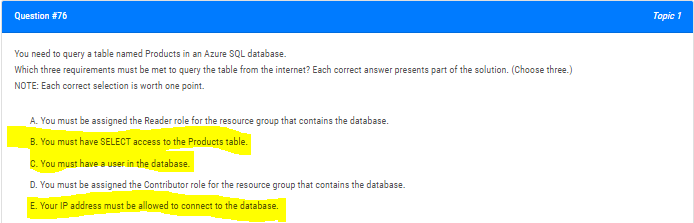 Question #76
Topic 1
You need to query a table named Products in an Azure SQL database.
Which three requirements must be met to query the table from the internet? Each correct answer presents part of the solution. (Choose three.)
NOTE: Each correct selection is worth one point.
A. You must be assigned the Reader role for the resource group that contains the database.
B. You must have SELECT access to the Products table.
C. You must have a user in the database.
D. You must be assigned the Contributor role for the resource group that contains the database.
E. Your IP address must be allowed to connect to the database.